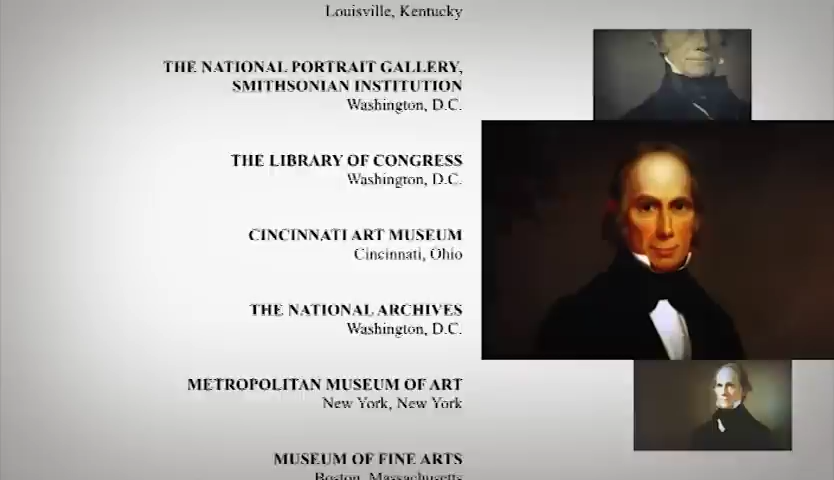 Louisville, Kentucky
THE NATIONAL PORTRAIT GALLERY,
SMITHSONIAN INSTITUTION
Washington, D.C.
THE LIBRARY OF CONGRESS
Washington, D.C.
CINCINNATI ART MUSEUM
Cincinnati, Ohio
THE NATIONAL ARCHIVES
Washington, D.C.
METROPOLITAN MUSEUM OF ART
New York, New York
MUSEUM OF FINE ARTS
Boston, Massachusetts